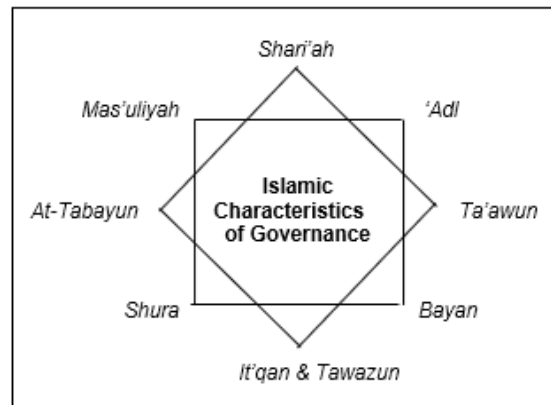 Shari'ah
Mas'uliyah
'Adl
Islamic
Characteristics
of Governance
At-Tabayun
Ta'awun
Shura
Bayan
It'qan & Tawazun